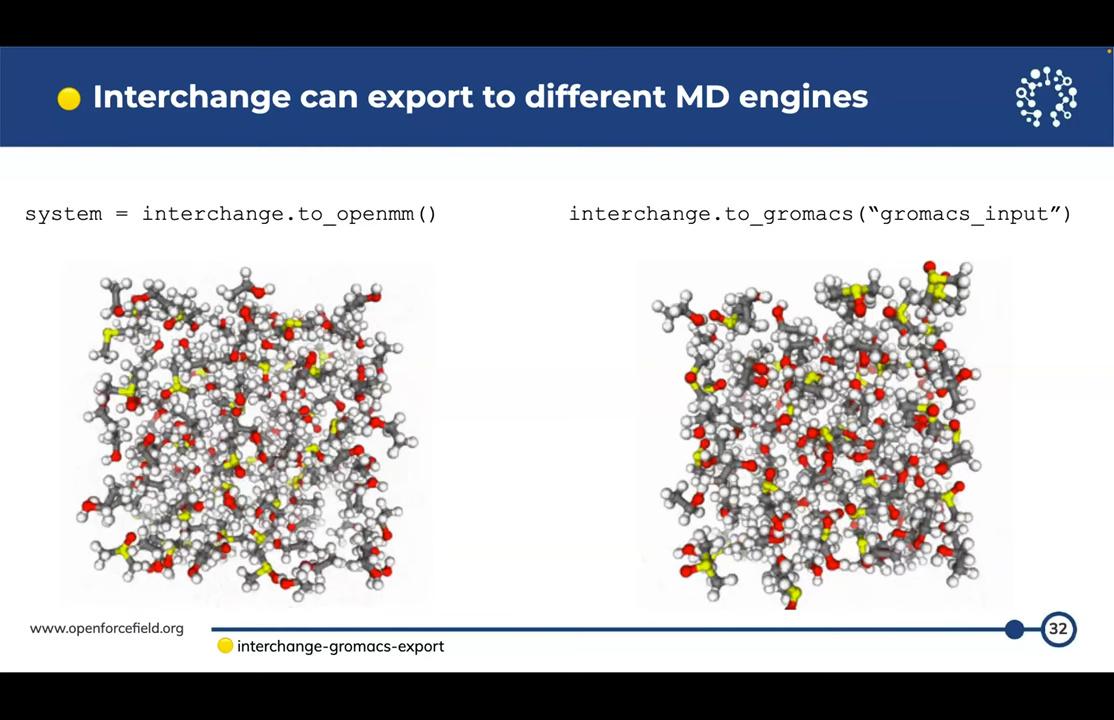 Interchange can export to different MD engines
system = interchange.to_openmm()
interchange.to_gromacs(“gromacs_input”)
www.openforcefield.org
32
interchange-gromacs-export